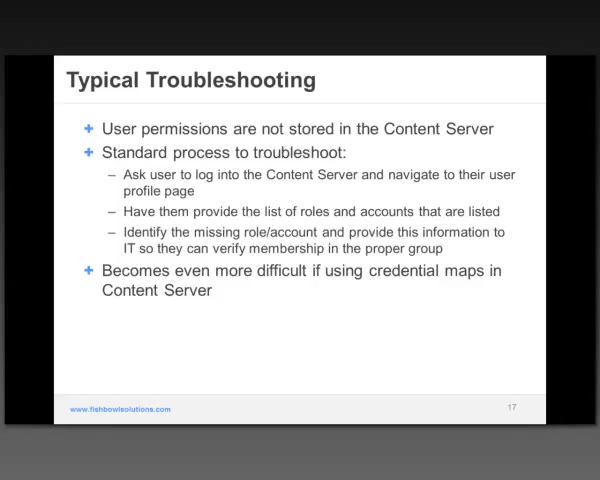 Typical Troubleshooting
+ User permissions are not stored in the Content Server
+ Standard process to troubleshoot:
– Ask user to log into the Content Server and navigate to their user
profile page
– Have them provide the list of roles and accounts that are listed
– Identify the missing role/account and provide this information to
IT so they can verify membership in the proper group
+ Becomes even more difficult if using credential maps in
Content Server
www.fishbowlsolutions.com
17